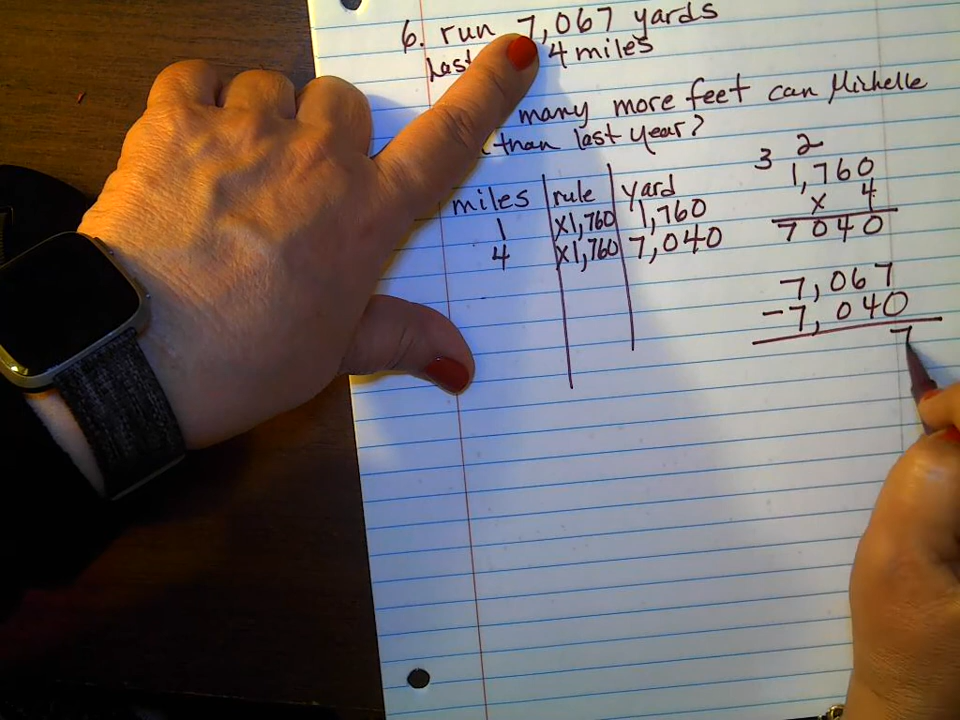 6. run 7,067 yards
Last 4 miles
many more feet can Michelle
than last year?
miles rule yard
1 x1,760 1,760
4 x1,760 7,040
3 2
1,760
x 4
7040
7,067
-7,040
7